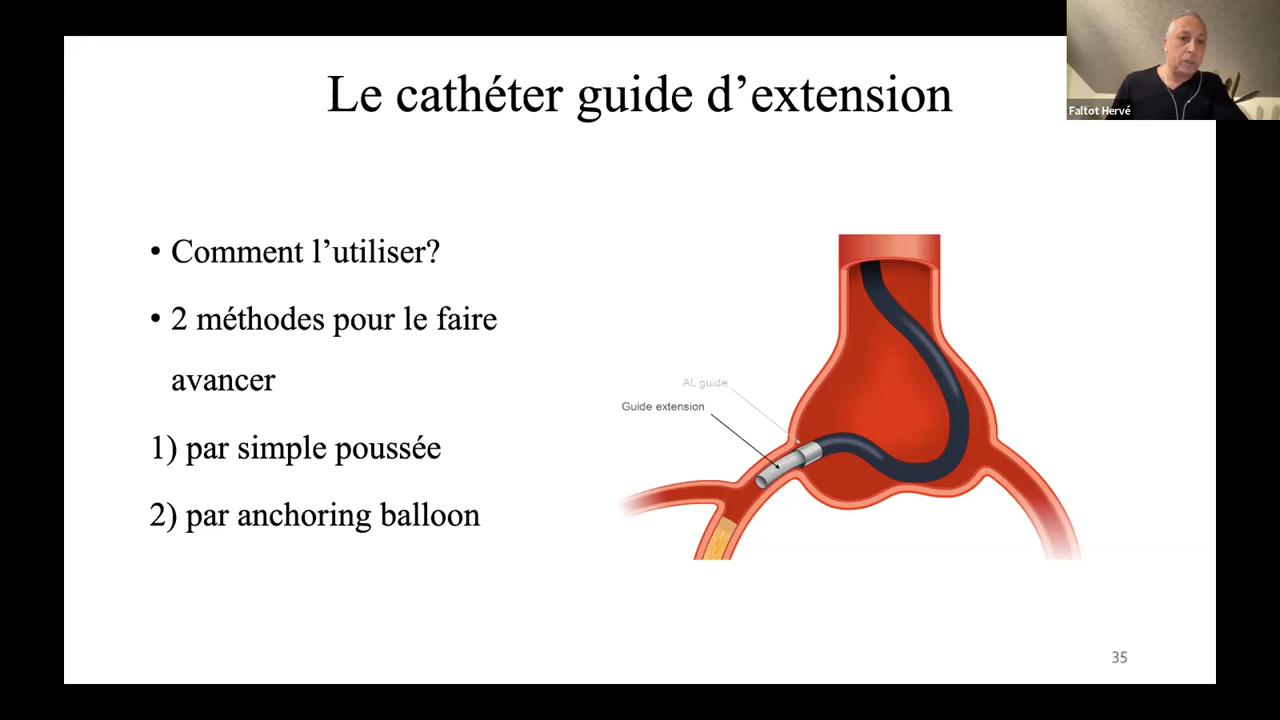 Le cathéter guide d’extension
Faltot Hervé
• Comment l’utiliser?
• 2 méthodes pour le faire
avancer
1) par simple poussée
2) par anchoring balloon
AL guide
Guide extension
35